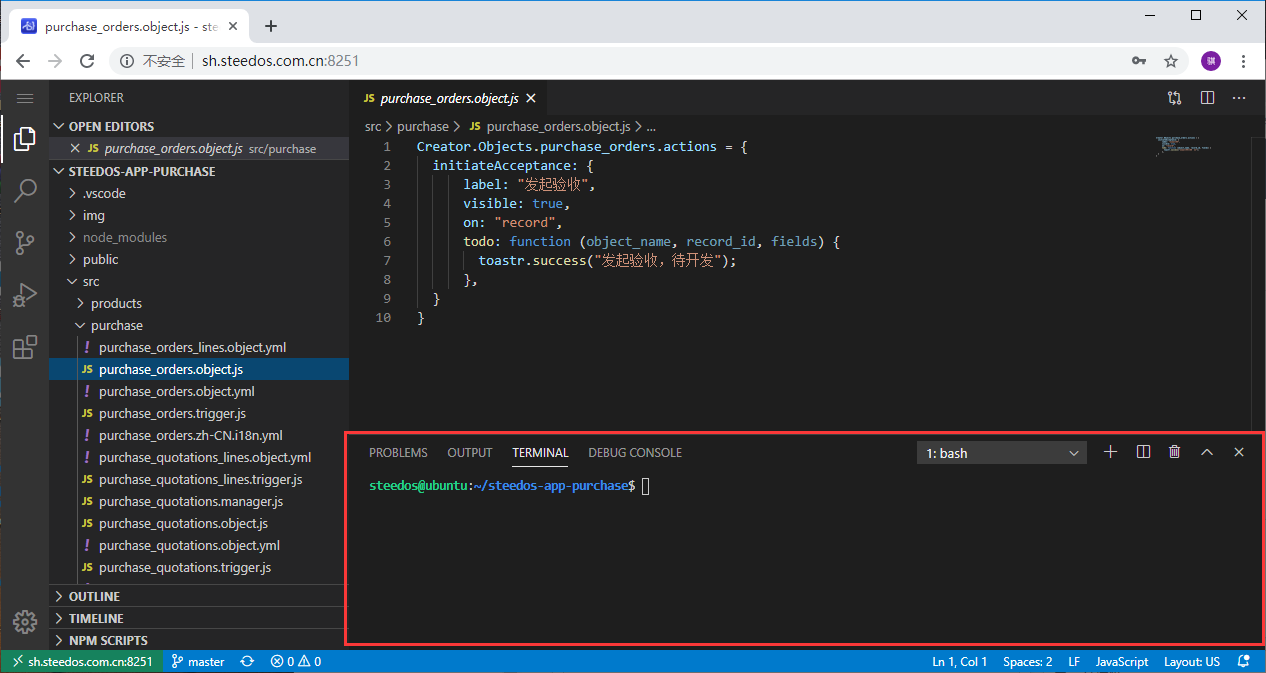 purchase_orders.object.js - ste
不安全 sh.steedos.com.cn:8251
EXPLORER
OPEN EDITORS
JS purchase_orders.object.js src/purchase
STEEDOS-APP-PURCHASE
.vscode
img
node_modules
public
src
products
purchase
! purchase_orders_lines.object.yml
JS purchase_orders.object.js
! purchase_orders.object.yml
JS purchase_orders.trigger.js
! purchase_orders.zh-CN.i18n.yml
! purchase_quotations_lines.object.yml
JS purchase_quotations_lines.trigger.js
JS purchase_quotations.manager.js
JS purchase_quotations.object.js
! purchase_quotations.object.yml
JS purchase_quotations.trigger.js
OUTLINE
TIMELINE
NPM SCRIPTS
JS purchase_orders.object.js
src > purchase > JS purchase_orders.object.js > ...
1 Creator.Objects.purchase_orders.actions = {
2 initiateAcceptance: {
3 label: "发起验收",
4 visible: true,
5 on: "record",
6 todo: function (object_name, record_id, fields) {
7 toastr.success("发起验收，待开发");
8 },
9 }
10 }
PROBLEMS OUTPUT TERMINAL DEBUG CONSOLE 1: bash
steedos@ubuntu:~/steedos-app-purchase$
sh.steedos.com.cn:8251 master 0 0 Ln 1, Col 1 Spaces: 2 LF JavaScript Layout: US